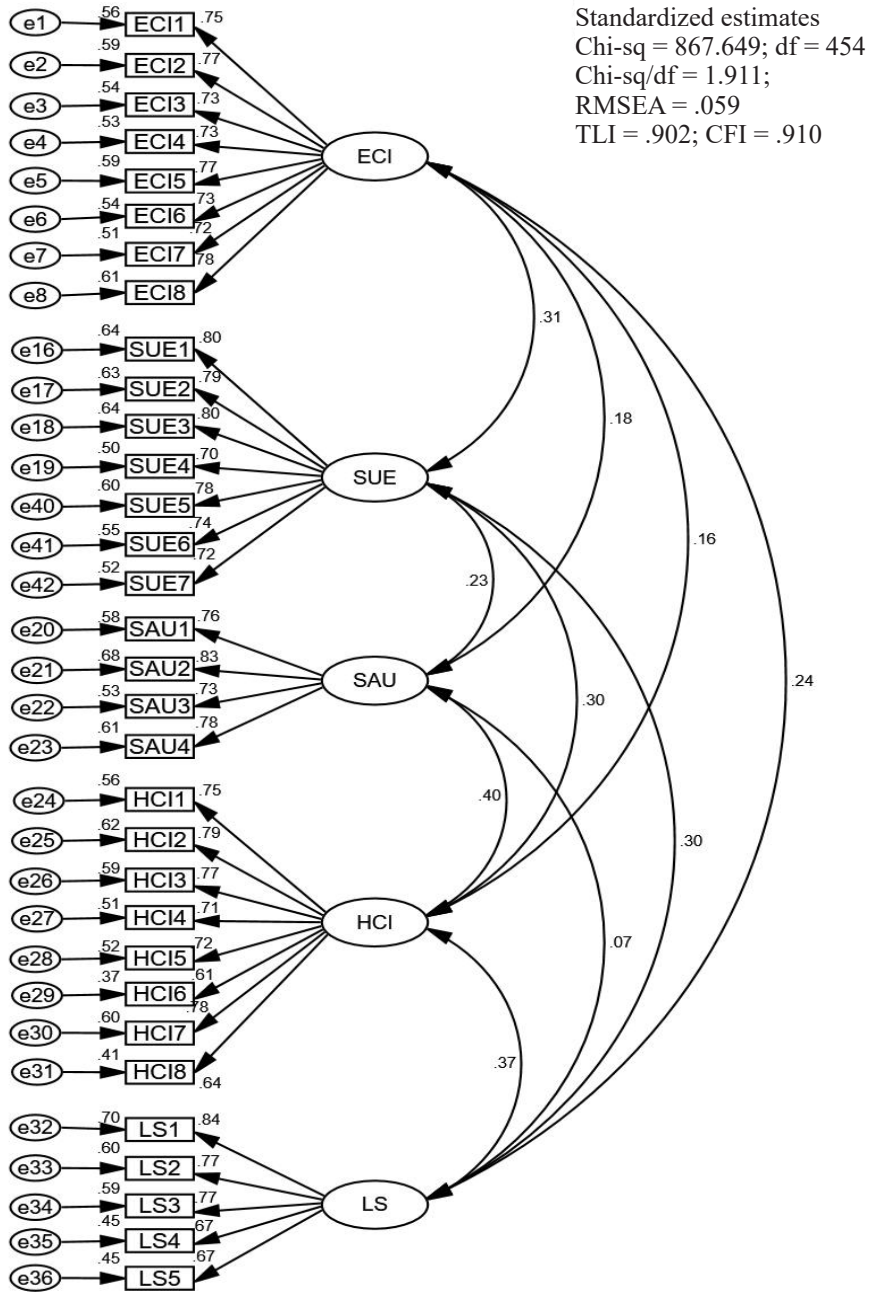 Standardized estimates
Chi-sq = 867.649; df = 454
Chi-sq/df = 1.911;
RMSEA = .059
TLI = .902; CFI = .910
e1 .56 ECI1 .75
e2 .59 ECI2 .77
e3 .54 ECI3 .73
e4 .53 ECI4 .73
e5 .59 ECI5 .77
e6 .54 ECI6 .73
e7 .51 ECI7 .72
e8 .61 ECI8 .78
ECI
.31
.18
.16
.24
e16 .64 SUE1 .80
e17 .63 SUE2 .79
e18 .64 SUE3 .80
e19 .50 SUE4 .70
e40 .60 SUE5 .78
e41 .55 SUE6 .74
e42 .52 SUE7 .72
SUE
.23
.30
.30
e20 .58 SAU1 .76
e21 .68 SAU2 .83
e22 .53 SAU3 .73
e23 .61 SAU4 .78
SAU
.40
.07
e24 .56 HCI1 .75
e25 .62 HCI2 .79
e26 .59 HCI3 .77
e27 .51 HCI4 .71
e28 .52 HCI5 .72
e29 .37 HCI6 .61
e30 .60 HCI7 .78
e31 .41 HCI8 .64
HCI
.37
e32 .70 LS1 .84
e33 .60 LS2 .77
e34 .59 LS3 .77
e35 .45 LS4 .67
e36 .45 LS5 .67
LS